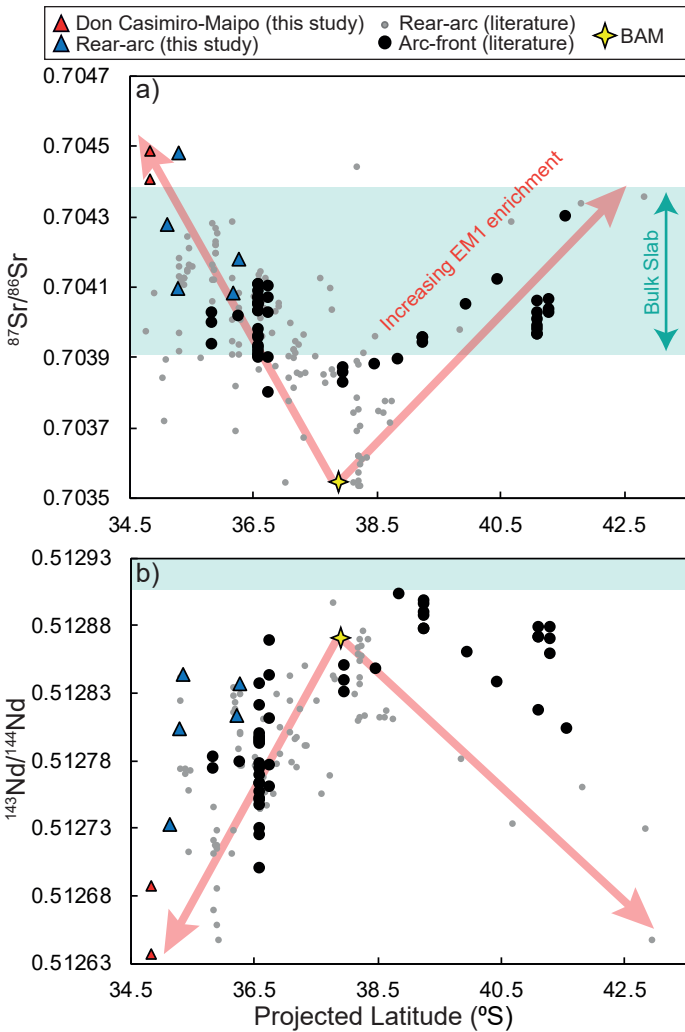 Don Casimiro-Maipo (this study)
Rear-arc (literature)
BAM
Rear-arc (this study)
Arc-front (literature)
a)
0.7047
0.7045
0.7043
0.7041
0.7039
0.7037
0.7035
87Sr/86Sr
Increasing EM1 enrichment
Bulk Slab
34.5 36.5 38.5 40.5 42.5
b)
0.51293
0.51288
0.51283
0.51278
0.51273
0.51268
0.51263
143Nd/144Nd
34.5 36.5 38.5 40.5 42.5
Projected Latitude (ºS)